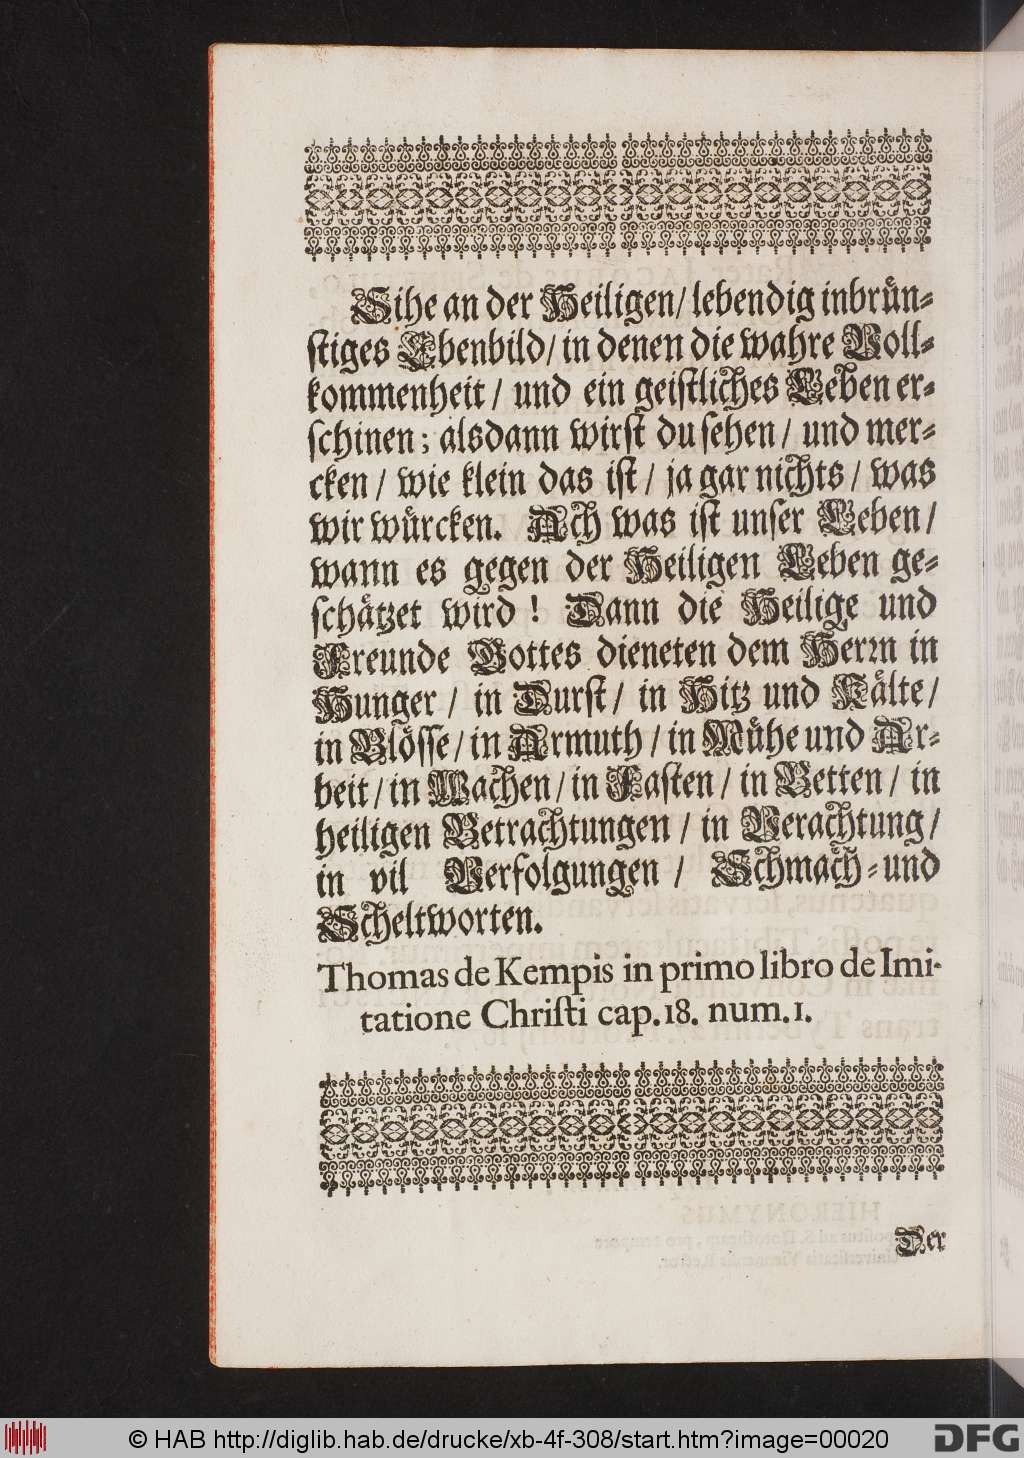 Sihe an der Heiligen/ lebendig inbrün⸗
ſtiges Ebenbild/ in denen die wahre Voll⸗
kommenheit/ und ein geiſtliches Leben er⸗
ſchinen; alsdann wirſt du ſehen/ und mer⸗
cken/ wie klein das iſt/ ja gar nichts/ was
wir würcken. Ach was iſt unſer Leben/
wann es gegen der Heiligen Leben ge⸗
ſchätzet wird! Dann die Heilige und
Freunde Gottes dieneten dem Herꝛn in
Hunger/ in Durſt/ in Hitz und Kälte/
in Blöſſe/ in Armuth/ in Mühe und Ar⸗
beit/ in Wachen/ in Faſten/ in Betten/ in
heiligen Betrachtungen/ in Verachtung/
in vil Verfolgungen/ Schmach⸗ und
Scheltworten.
Thomas de Kempis in primo libro de Imi-
tatione Chriſti cap. 18. num. 1.
Der
© HAB http://diglib.hab.de/drucke/xb-4f-308/start.htm?image=00020
DFG